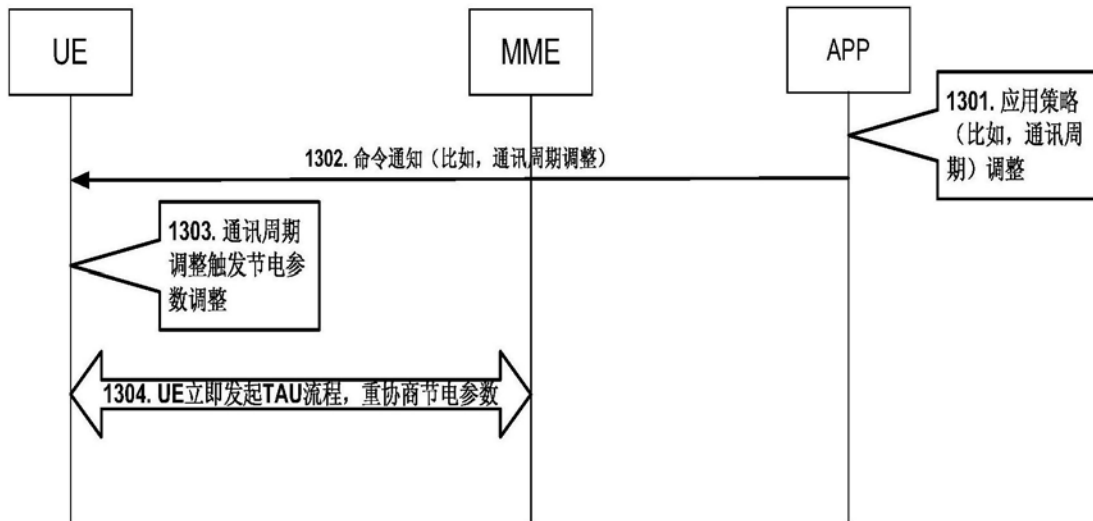 UE
MME
APP
1301. 应用策略
（比如，通讯周
期）调整
1302. 命令通知（比如，通讯周期调整）
1303. 通讯周期
调整触发节电参
数调整
1304. UE立即发起TAU流程，重协商节电参数